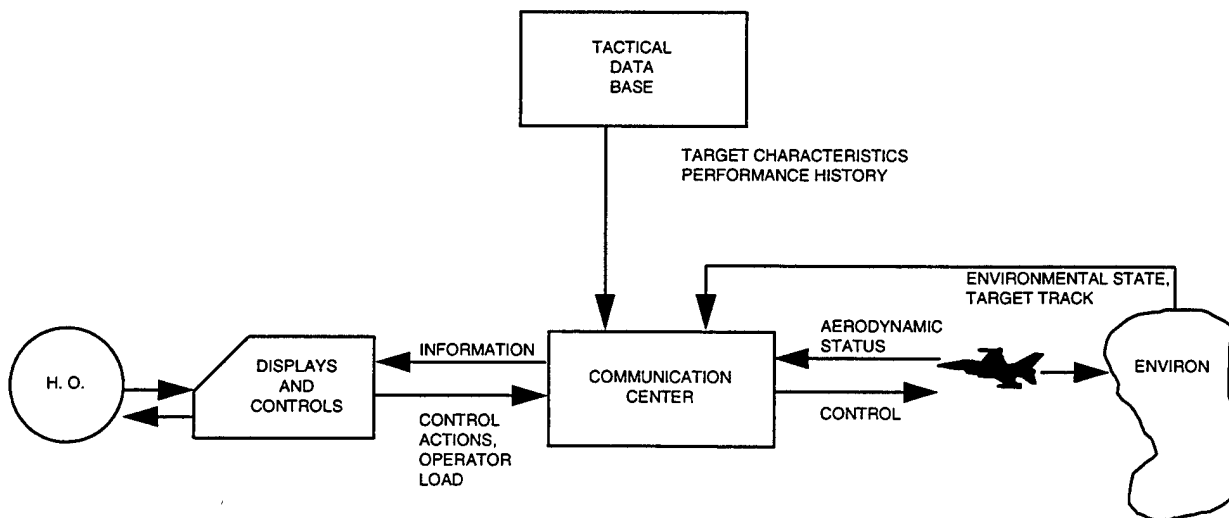 TACTICAL
DATA
BASE
TARGET CHARACTERISTICS
PERFORMANCE HISTORY
ENVIRONMENTAL STATE,
TARGET TRACK
H. O.
DISPLAYS
AND
CONTROLS
INFORMATION
CONTROL
ACTIONS,
OPERATOR
LOAD
COMMUNICATION
CENTER
AERODYNAMIC
STATUS
CONTROL
ENVIRON